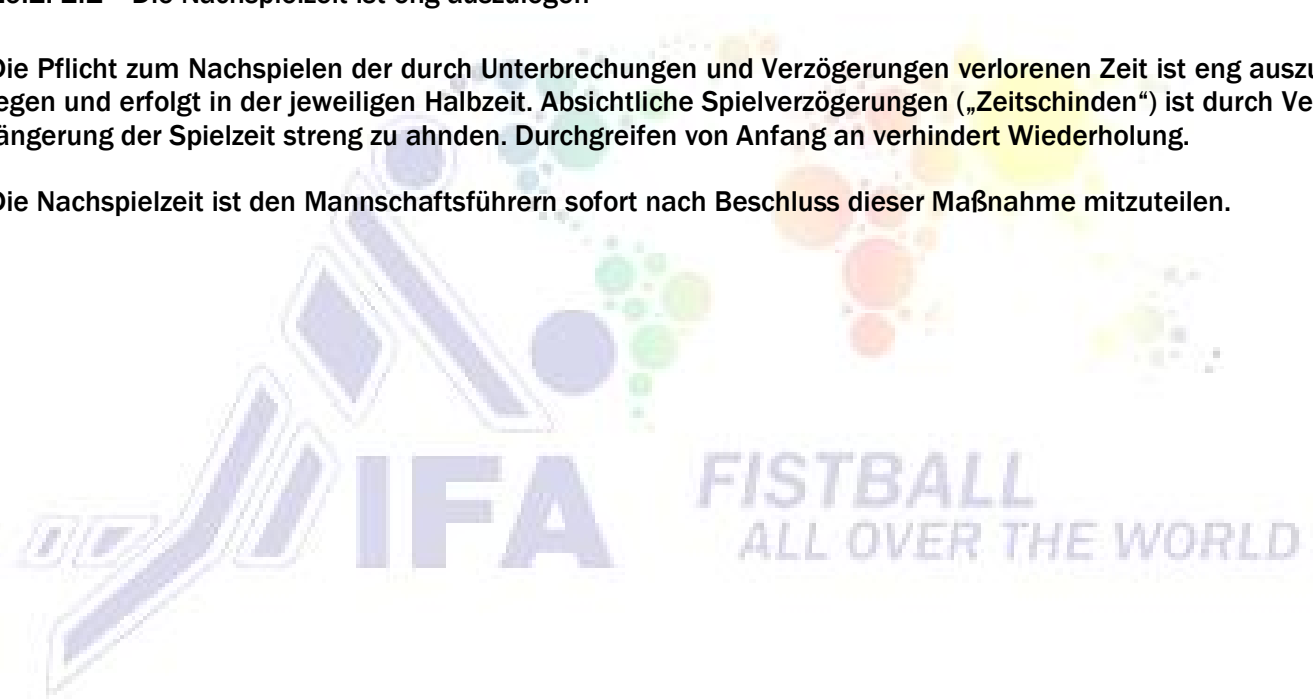 Die Nachspielzeit ist eng auszulegen
Die Pflicht zum Nachspielen der durch Unterbrechungen und Verzögerungen verlorenen Zeit ist eng auszu
egen und erfolgt in der jeweiligen Halbzeit. Absichtliche Spielverzögerungen („Zeitschinden“) ist durch Ve
ängerung der Spielzeit streng zu ahnden. Durchgreifen von Anfang an verhindert Wiederholung.
Die Nachspielzeit ist den Mannschaftsführern sofort nach Beschluss dieser Maßnahme mitzuteilen.
IFA
FISTBALL
ALL OVER THE WORLD